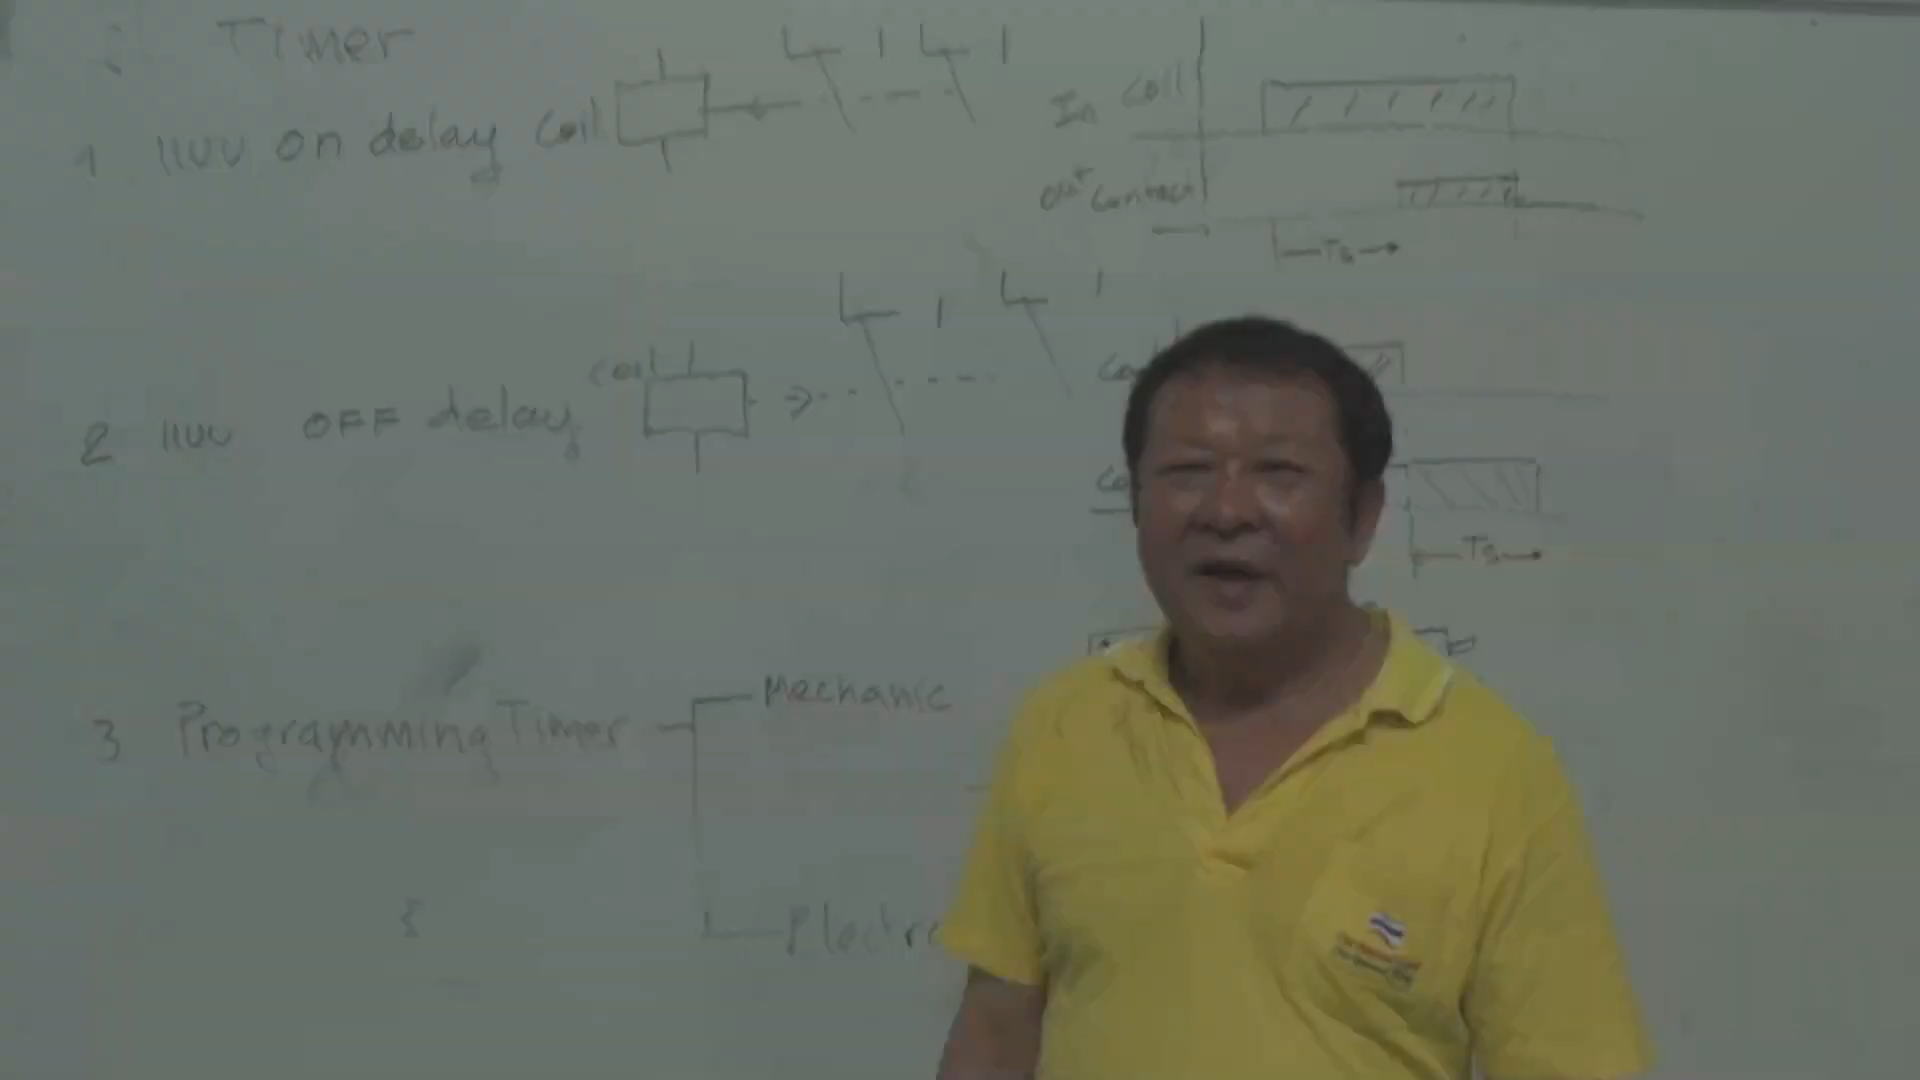 Timer
1 แบบ on delay Coil
In Coil
Out Contact
Ts
2 แบบ OFF delay
Coil
Ts
3 Programming Timer
Mechanic
Electro